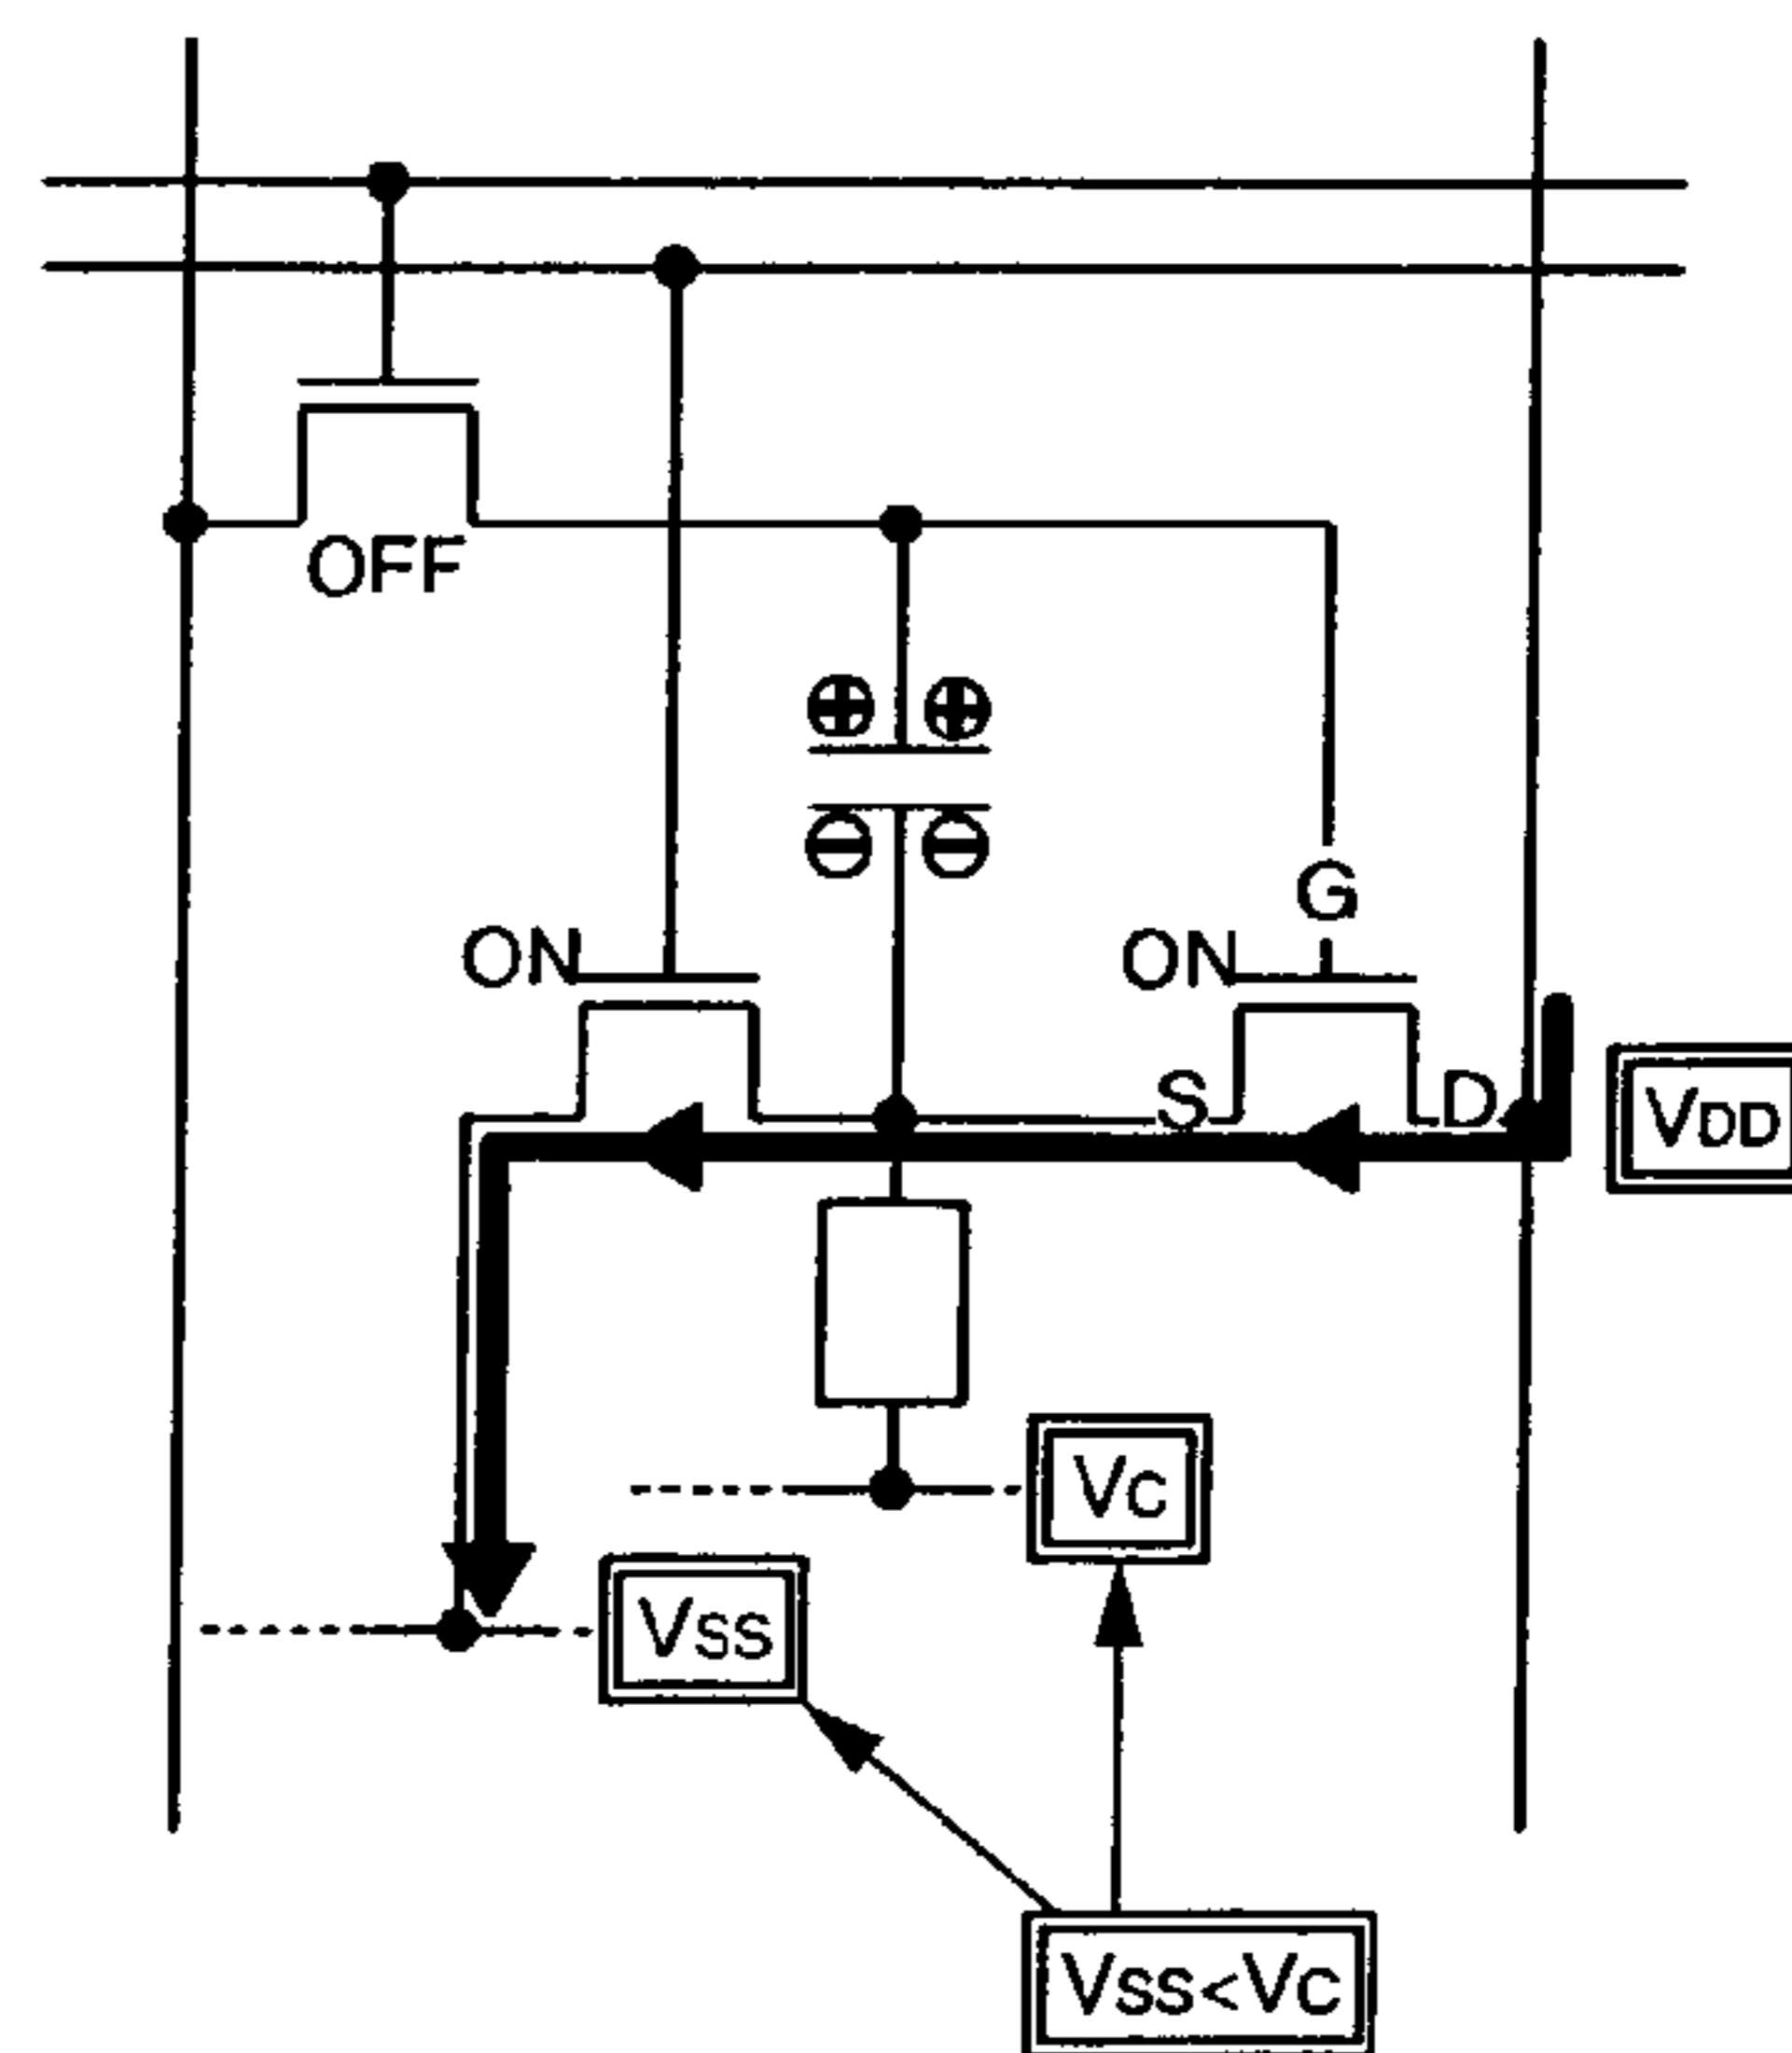 OFF
⊕ ⊕
⊖ ⊖
G
ON
ON
S
D
VDD
VC
VSS
VSS<VC